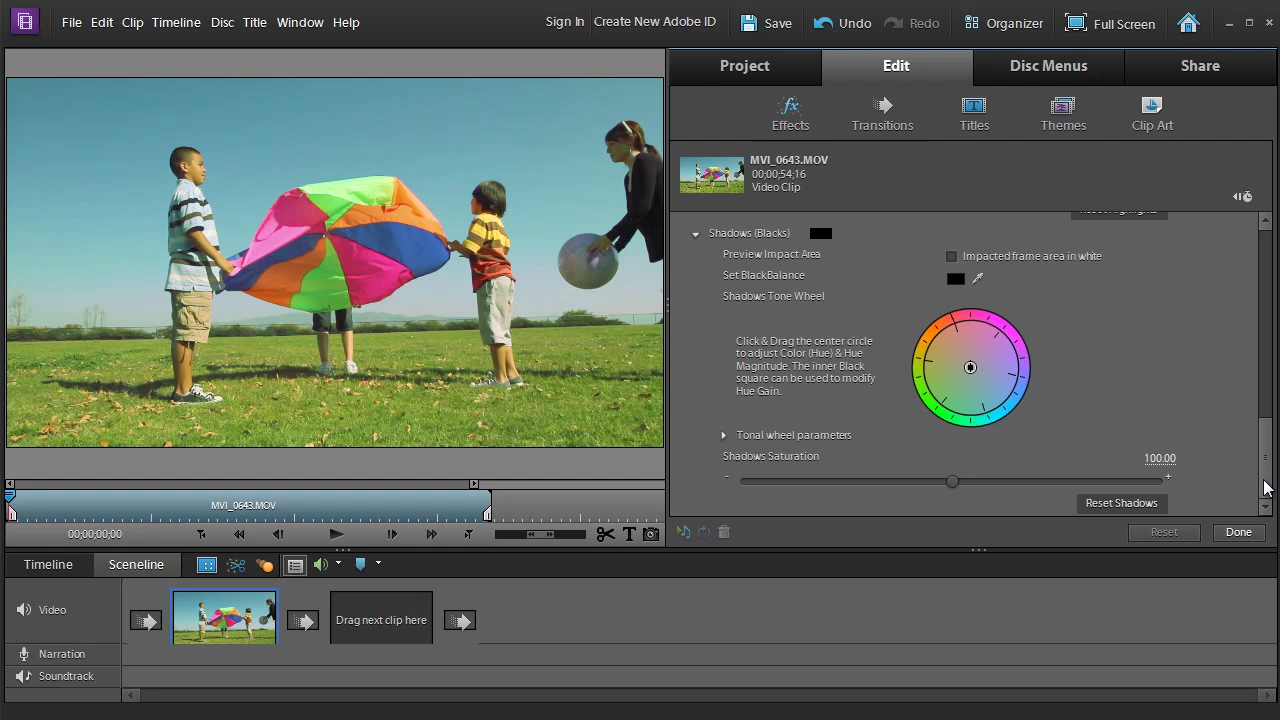 File Edit Clip Timeline Disc Title Window Help
Sign In Create New Adobe ID Save Undo Redo Organizer Full Screen
Project Edit Disc Menus Share
Effects Transitions Titles Themes Clip Art
MVI_0643.MOV
00;00;54;16
Video Clip
Reset Highlights
Shadows (Blacks)
Preview Impact Area
Impacted frame area in white
Set BlackBalance
Shadows Tone Wheel
Click & Drag the center circle
to adjust Color (Hue) & Hue
Magnitude. The inner Black
square can be used to modify
Hue Gain.
Tonal wheel parameters
Shadows Saturation
100.00
- +
Reset Shadows
MVI_0643.MOV
00;00;00;00
Reset Done
Timeline Sceneline
Video
Drag next clip here
Narration
Soundtrack